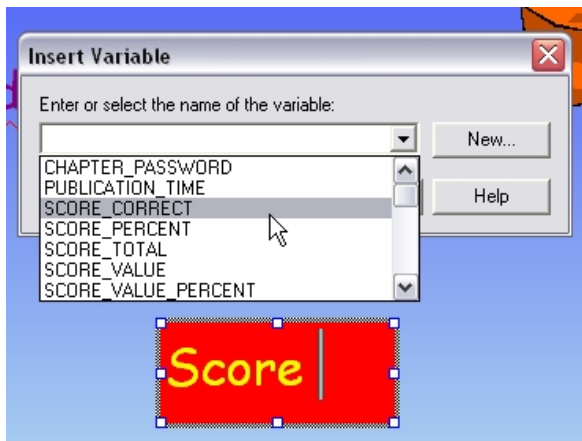 Insert Variable
Enter or select the name of the variable:
New...
CHAPTER_PASSWORD
PUBLICATION_TIME
SCORE_CORRECT
SCORE_PERCENT
SCORE_TOTAL
SCORE_VALUE
SCORE_VALUE_PERCENT
Help
Score